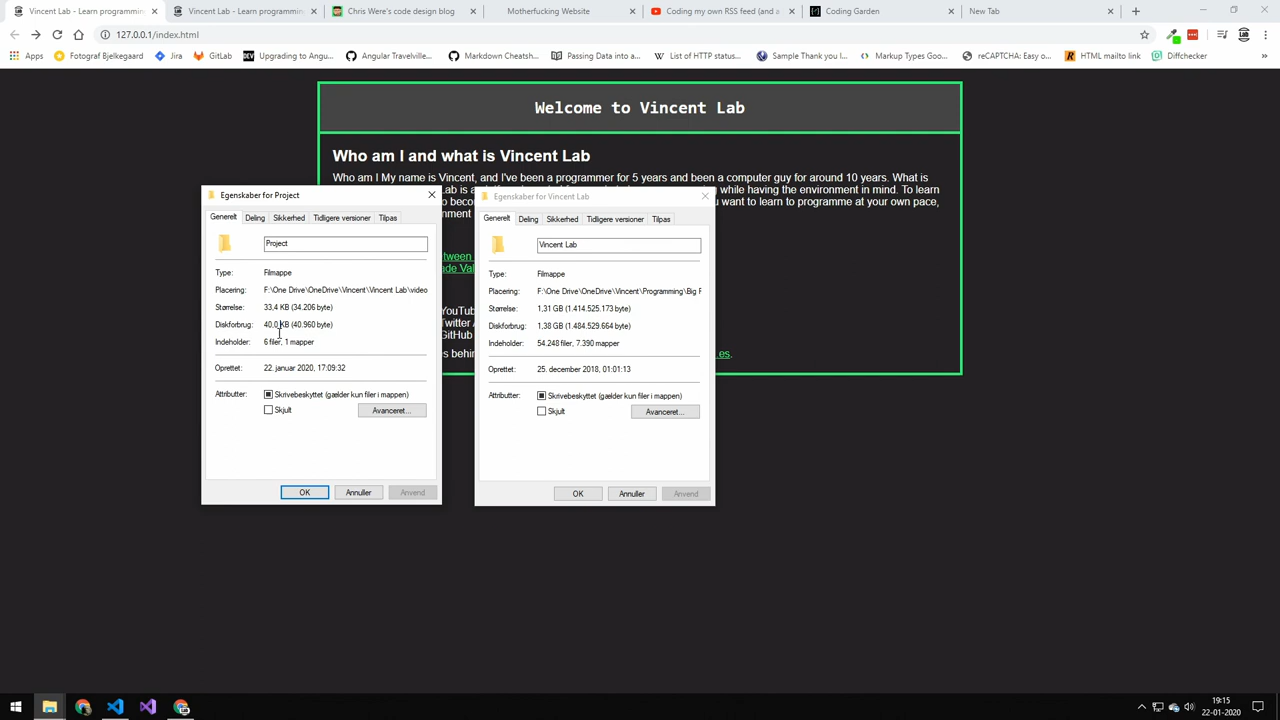 Vincent Lab - Learn programmin
Vincent Lab - Learn programmin
Chris Were's code design blog
Motherfucking Website
Coding my own RSS feed (and a
Coding Garden
New Tab
127.0.0.1/index.html
Apps
Fotograf Bjelkegaard
Jira
GitLab
Upgrading to Angu...
Angular Travelville...
Markdown Cheatsh...
Passing Data into a...
List of HTTP status...
Sample Thank you l...
Markup Types Goo...
reCAPTCHA: Easy o...
HTML mailto link
Diffchecker
Welcome to Vincent Lab
Who am I and what is Vincent Lab
Who am I My name is Vincent, and I've been a programmer for 5 years and been a computer guy for around 10 years. What is
while having the environment in mind. To learn
u want to learn to programme at your own pace,
Egenskaber for Project
Generelt Deling Sikkerhed Tidligere versioner Tilpas
Project
Type: Filmappe
Placering: F:\One Drive\OneDrive\Vincent\Vincent Lab\video
Størrelse: 33,4 KB (34.206 byte)
Diskforbrug: 40,0 KB (40.960 byte)
Indeholder: 6 filer, 1 mapper
Oprettet: 22. januar 2020, 17:09:32
Attributter: Skrivebeskyttet (gælder kun filer i mappen)
Skjult Avanceret...
OK Annuller Anvend
Egenskaber for Vincent Lab
Generelt Deling Sikkerhed Tidligere versioner Tilpas
Vincent Lab
Type: Filmappe
Placering: F:\One Drive\OneDrive\Vincent\Programming\Big F
Størrelse: 1,31 GB (1.414.525.173 byte)
Diskforbrug: 1,38 GB (1.484.529.664 byte)
Indeholder: 54.248 filer, 7.390 mapper
Oprettet: 25. december 2018, 01:01:13
Attributter: Skrivebeskyttet (gælder kun filer i mappen)
Skjult Avanceret...
OK Annuller Anvend
tween
de Val
YouTub
Twitter
GitHub
s behin
.es.
19:15
22-01-2020